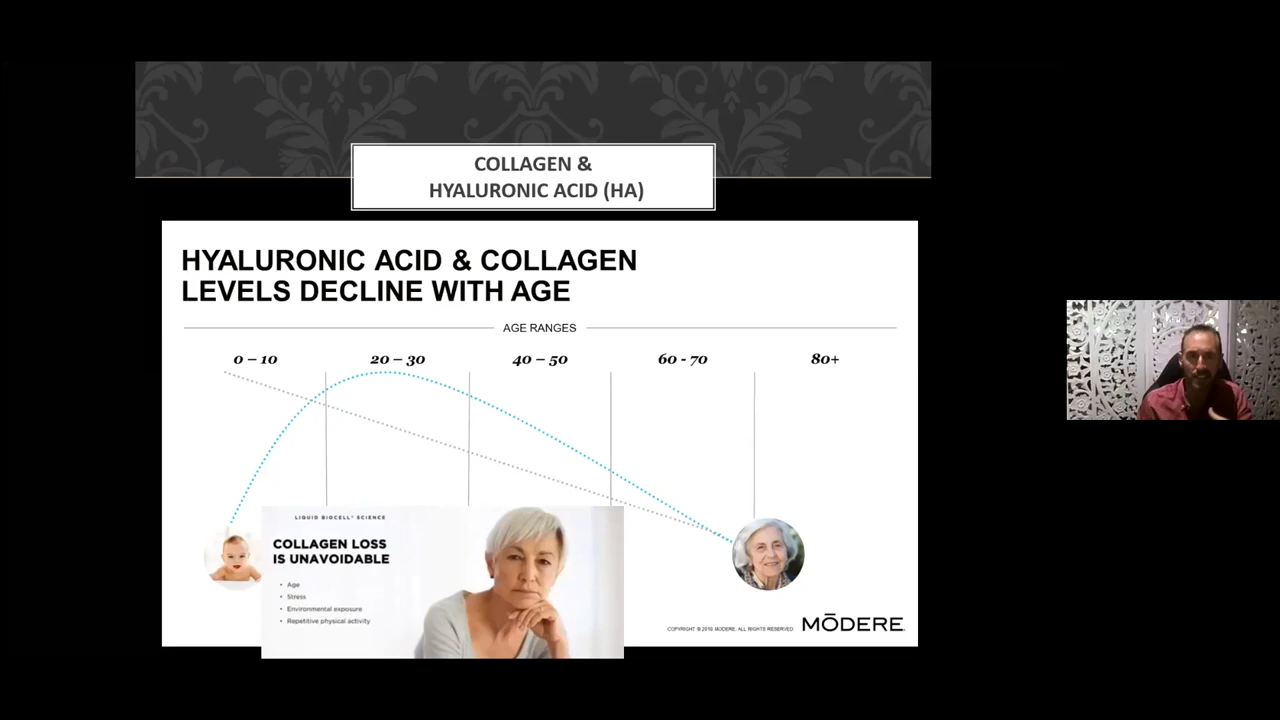 COLLAGEN &
HYALURONIC ACID (HA)
HYALURONIC ACID & COLLAGEN
LEVELS DECLINE WITH AGE
AGE RANGES
0 – 10
20 – 30
40 – 50
60 - 70
80+
LIQUID BIOCELL® SCIENCE
COLLAGEN LOSS
IS UNAVOIDABLE
• Age
• Stress
• Environmental exposure
• Repetitive physical activity
COPYRIGHT © 2018 MODERE. ALL RIGHTS RESERVED.
MŌDERE.